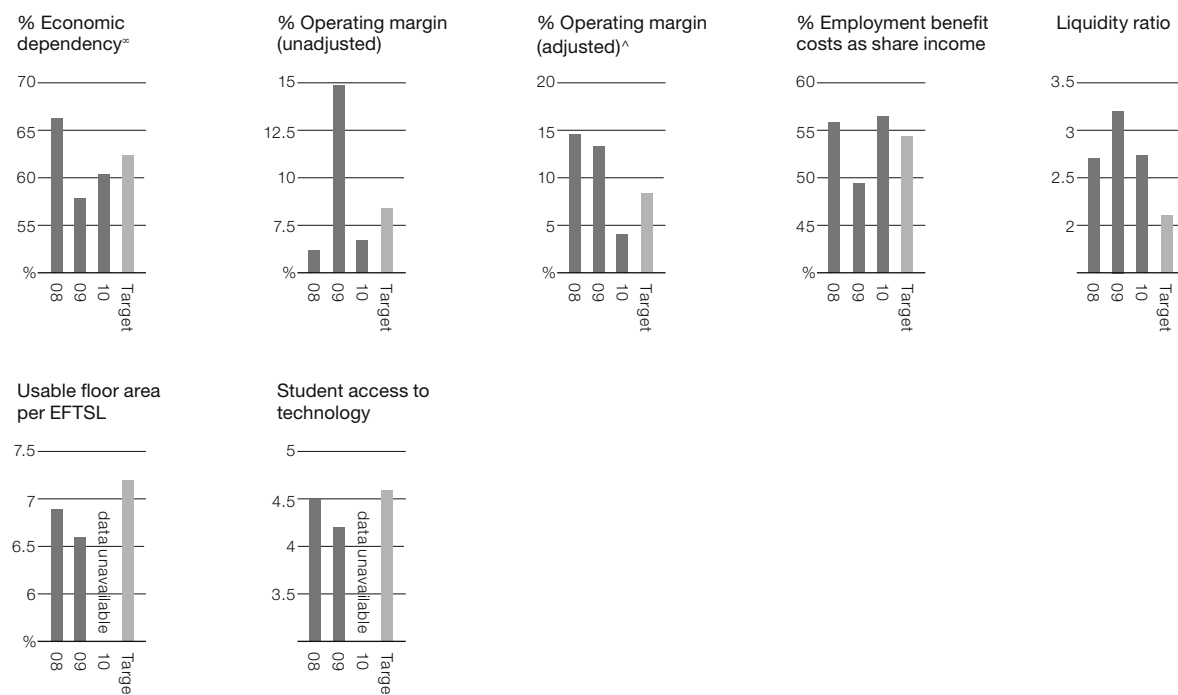 % Economic
dependency∞
70
65
60
55
%
08
09
10
Target
% Operating margin
(unadjusted)
15
12.5
10
7.5
%
08
09
10
Target
% Operating margin
(adjusted)^
20
15
10
5
%
08
09
10
Target
% Employment benefit
costs as share income
60
55
50
45
%
08
09
10
Target
Liquidity ratio
3.5
3
2.5
2
08
09
10
Target
Usable floor area
per EFTSL
7.5
7
6.5
6
%
data unavailable
08
09
10
Targe
Student access to
technology
5
4.5
4
3.5
data unavailable
08
09
10
Targe